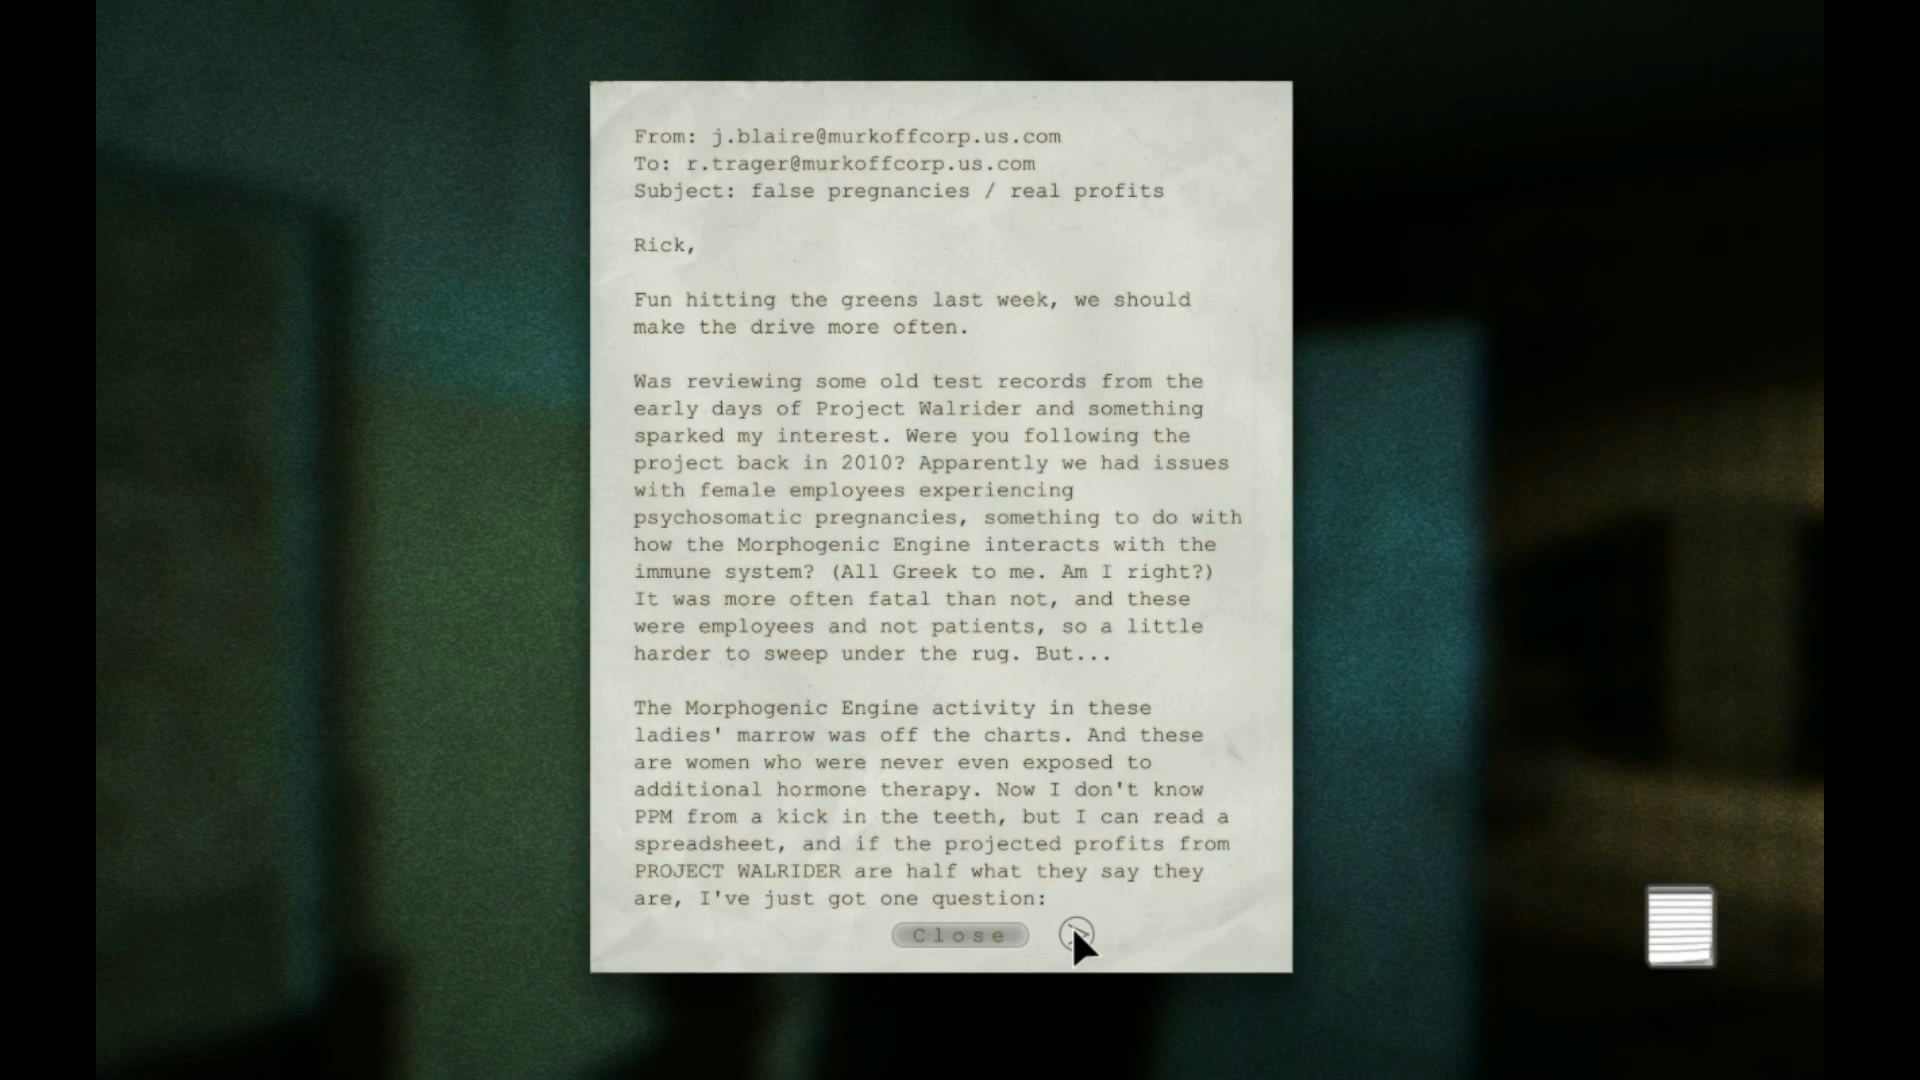 From: j.blaire@murkoffcorp.us.com
To: r.trager@murkoffcorp.us.com
Subject: false pregnancies / real profits
Rick,
Fun hitting the greens last week, we should
make the drive more often.
Was reviewing some old test records from the
early days of Project Walrider and something
sparked my interest. Were you following the
project back in 2010? Apparently we had issues
with female employees experiencing
psychosomatic pregnancies, something to do with
how the Morphogenic Engine interacts with the
immune system? (All Greek to me. Am I right?)
It was more often fatal than not, and these
were employees and not patients, so a little
harder to sweep under the rug. But...
The Morphogenic Engine activity in these
ladies' marrow was off the charts. And these
are women who were never even exposed to
additional hormone therapy. Now I don't know
PPM from a kick in the teeth, but I can read a
spreadsheet, and if the projected profits from
PROJECT WALRIDER are half what they say they
are, I've just got one question:
Close